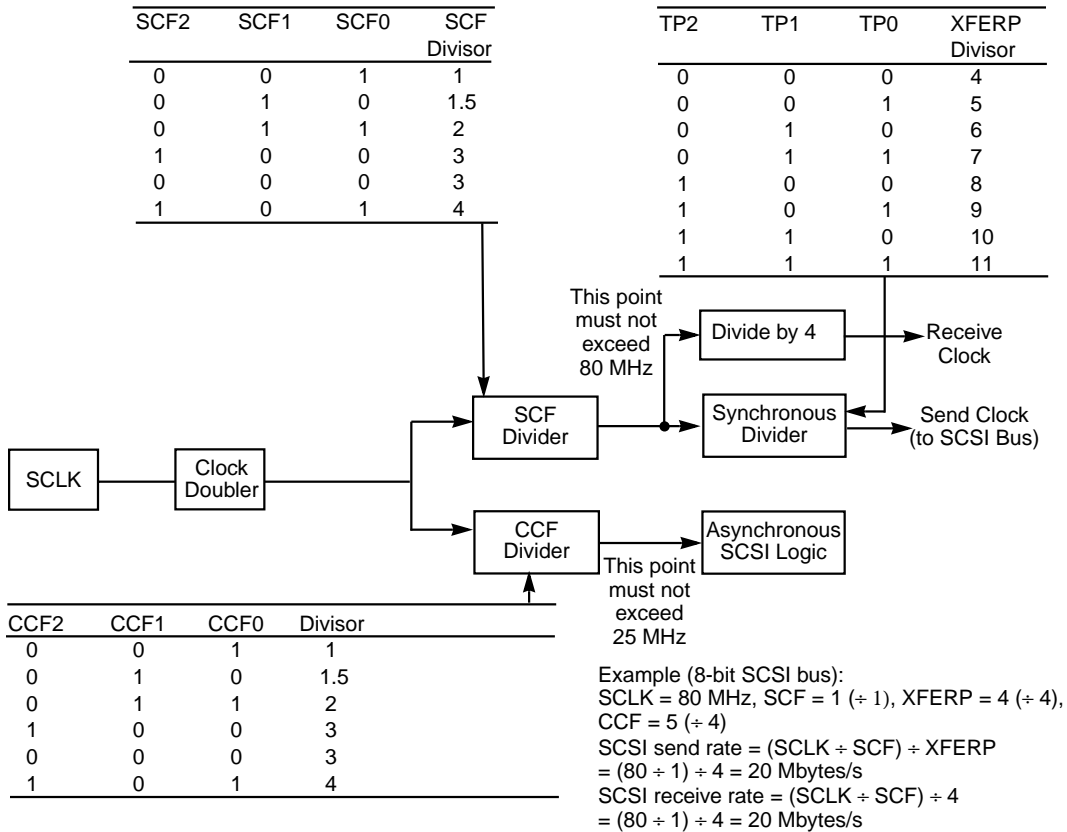 SCF2 SCF1 SCF0 SCF Divisor
0 0 1 1
0 1 0 1.5
0 1 1 2
1 0 0 3
0 0 0 3
1 0 1 4
TP2 TP1 TP0 XFERP Divisor
0 0 0 4
0 0 1 5
0 1 0 6
0 1 1 7
1 0 0 8
1 0 1 9
1 1 0 10
1 1 1 11
This point
must not
exceed
80 MHz
Divide by 4
Receive
Clock
SCF
Divider
Synchronous
Divider
Send Clock
(to SCSI Bus)
SCLK
Clock
Doubler
CCF
Divider
Asynchronous
SCSI Logic
This point
must not
exceed
25 MHz
CCF2 CCF1 CCF0 Divisor
0 0 1 1
0 1 0 1.5
0 1 1 2
1 0 0 3
0 0 0 3
1 0 1 4
Example (8-bit SCSI bus):
SCLK = 80 MHz, SCF = 1 (÷ 1), XFERP = 4 (÷ 4),
CCF = 5 (÷ 4)
SCSI send rate = (SCLK ÷ SCF) ÷ XFERP
= (80 ÷ 1) ÷ 4 = 20 Mbytes/s
SCSI receive rate = (SCLK ÷ SCF) ÷ 4
= (80 ÷ 1) ÷ 4 = 20 Mbytes/s